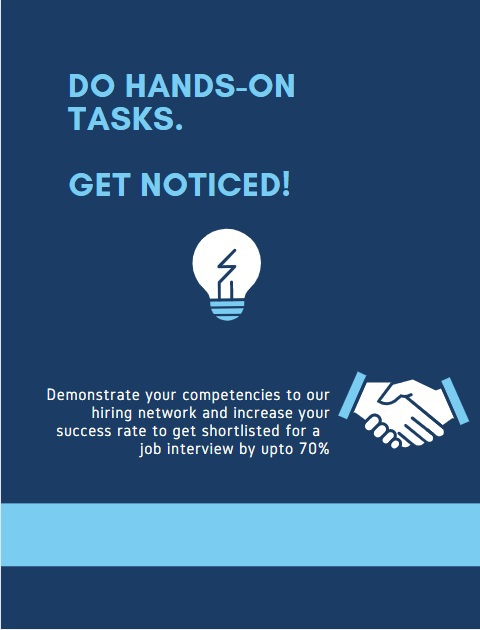 DO HANDS-ON
TASKS.
GET NOTICED!
Demonstrate your competencies to our
hiring network and increase your
success rate to get shortlisted for a
job interview by upto 70%